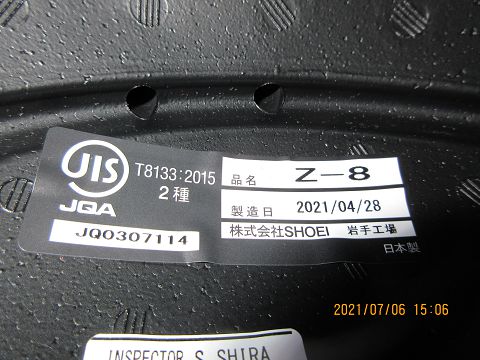 JIS
JQA
T8133:2015
2種
JQ0307114
品名 Z-8
製造日 2021/04/28
株式会社SHOEI 岩手工場
日本製
2021/07/06 15:06
INSPECTOR S SHIRA